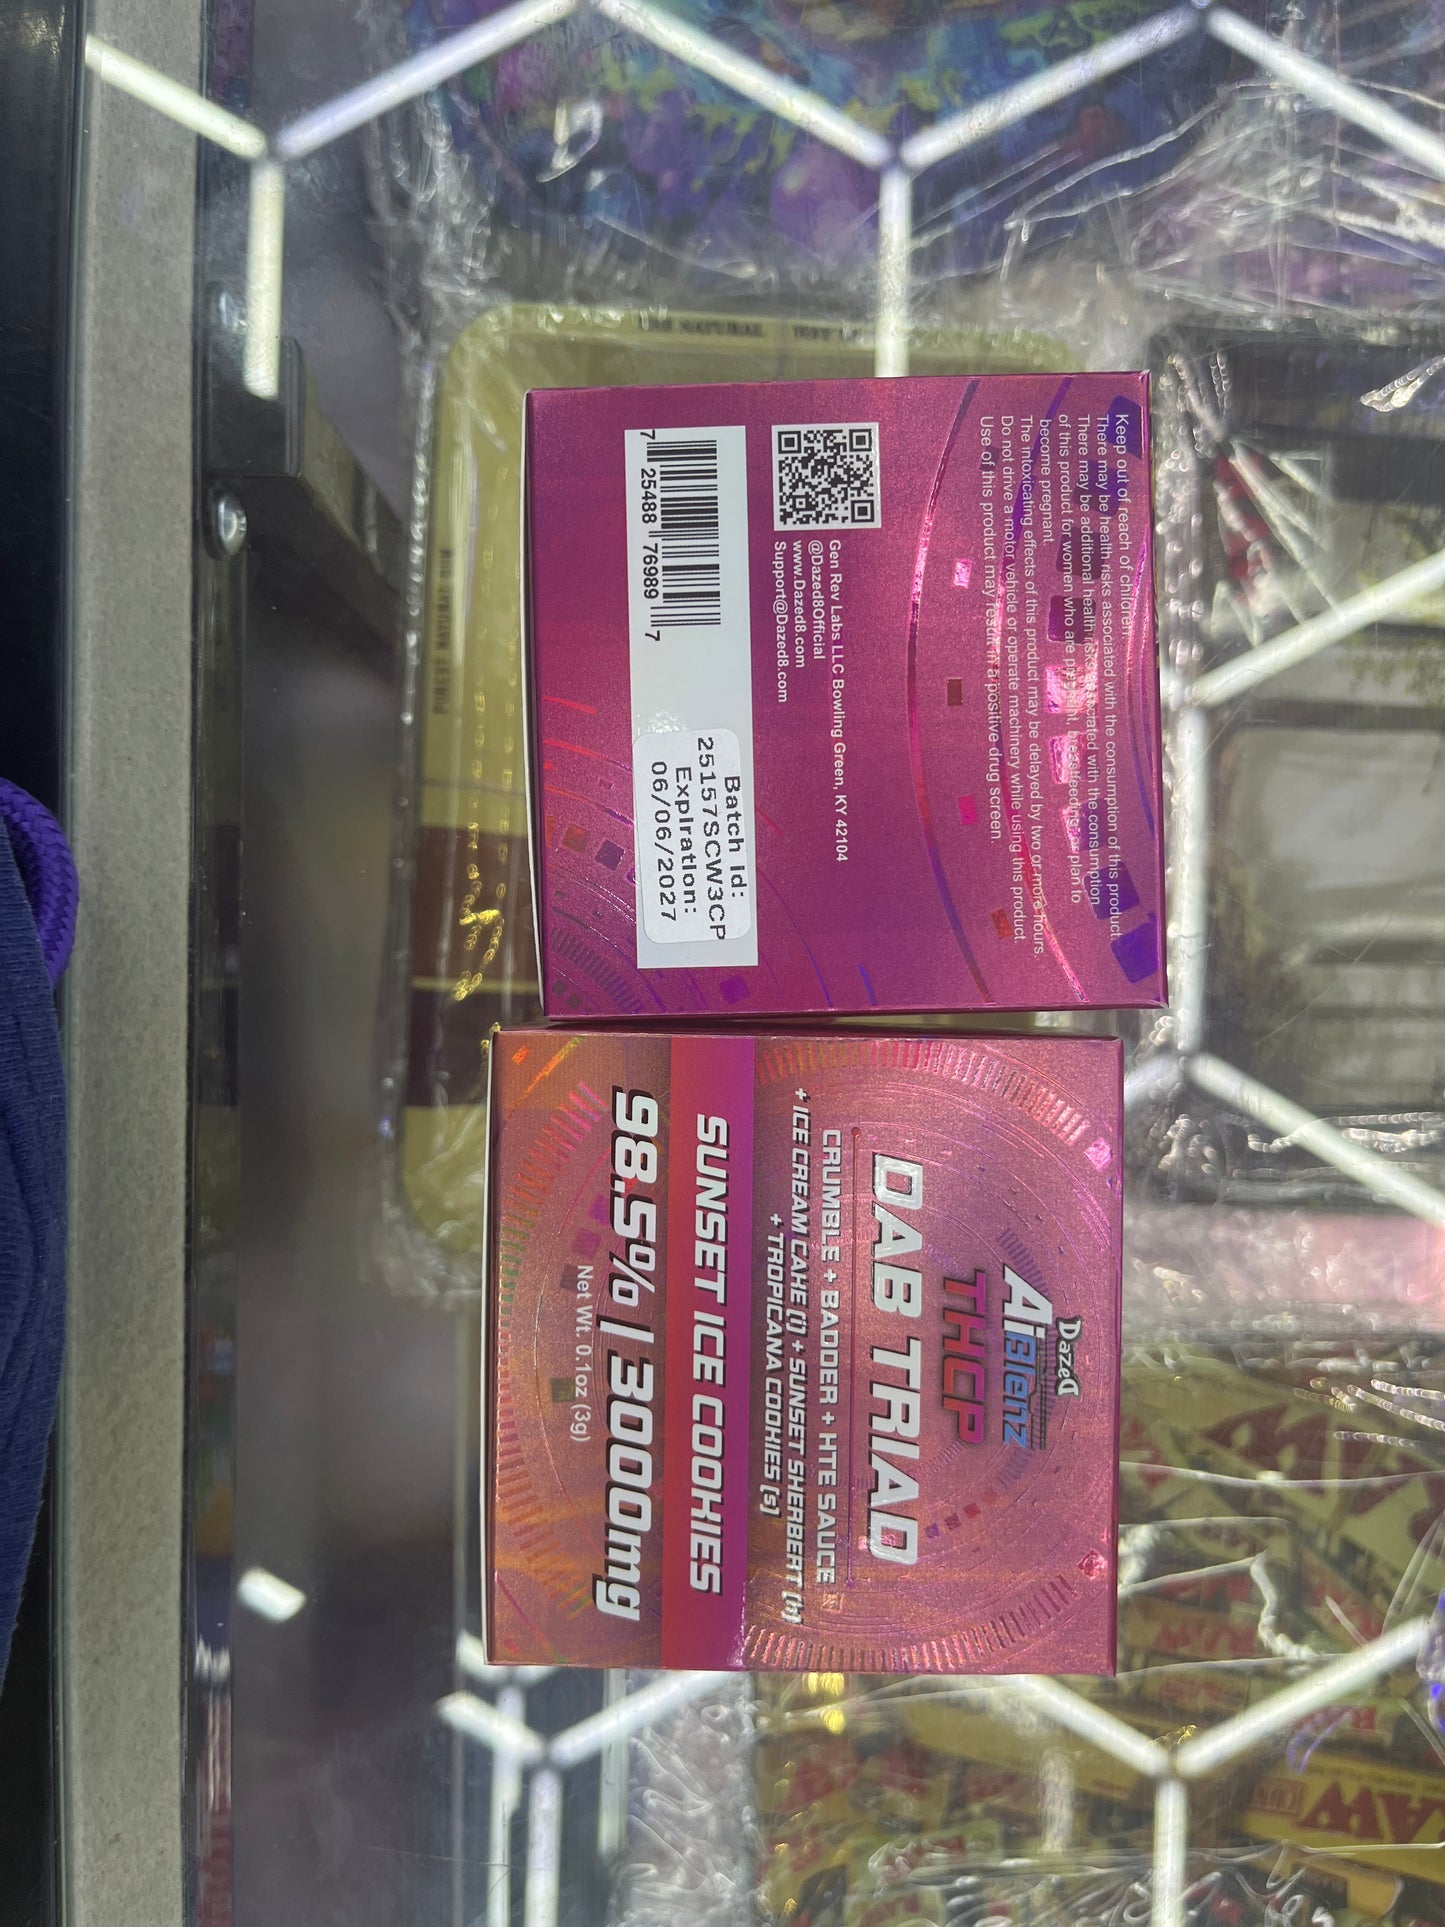 Keep out of reach of children.
There may be health risks associated with the consumption of this product.
There may be additional health risks associated with the consumption
of this product for women who are pregnant, breastfeeding, or plan to
become pregnant.
The intoxicating effects of this product may be delayed by two or more hours.
Do not drive a motor vehicle or operate machinery while using this product.
Use of this product may result in a positive drug screen.
Gen Rev Labs LLC Bowling Green, KY 42104
@Dazed8Official
www.Dazed8.com
Support@Dazed8.com
7 25488 76989 7
Batch Id:
25157SCW3CP
Expiration:
06/06/2027
DazeD
AiBlenz
THCP
DAB TRIAD
CRUMBLE + BADDER + HTE SAUCE
+ ICE CREAM CAKE (i) + SUNSET SHERBERT (h)
+ TROPICANA COOKIES (s)
SUNSET ICE COOKIES
98.5% | 3000mg
Net Wt. 0.1oz (3g)
RAW
RAW